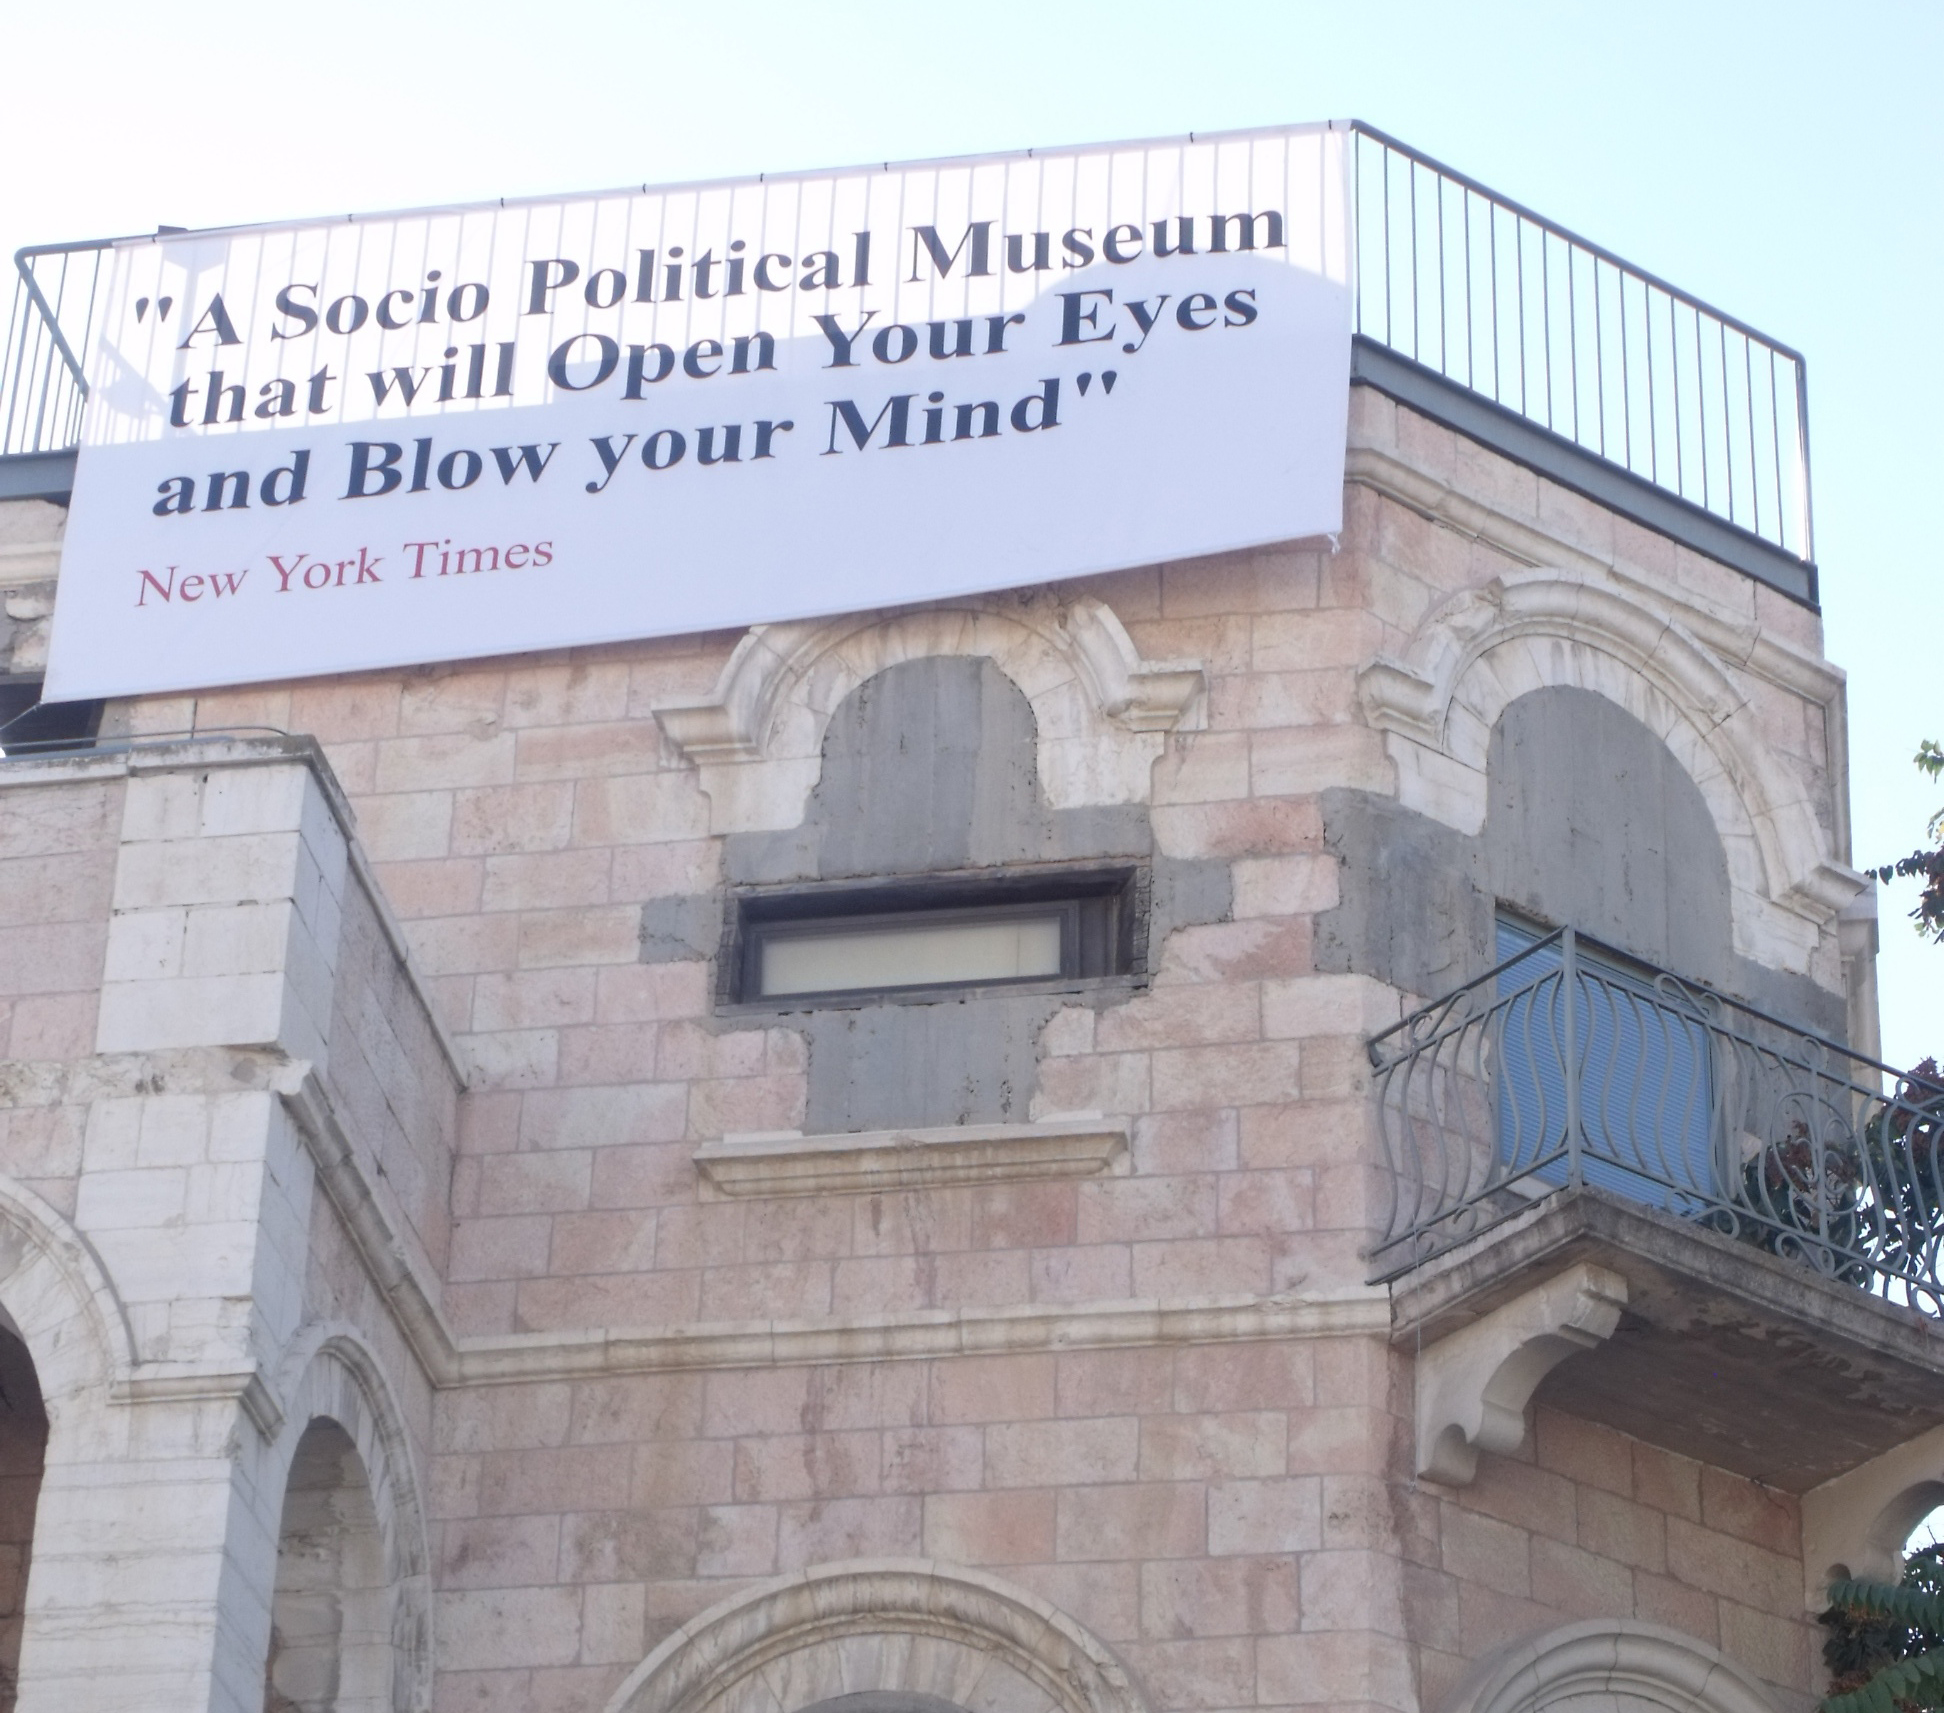 "A Socio Political Museum
that will Open Your Eyes
and Blow your Mind"
New York Times